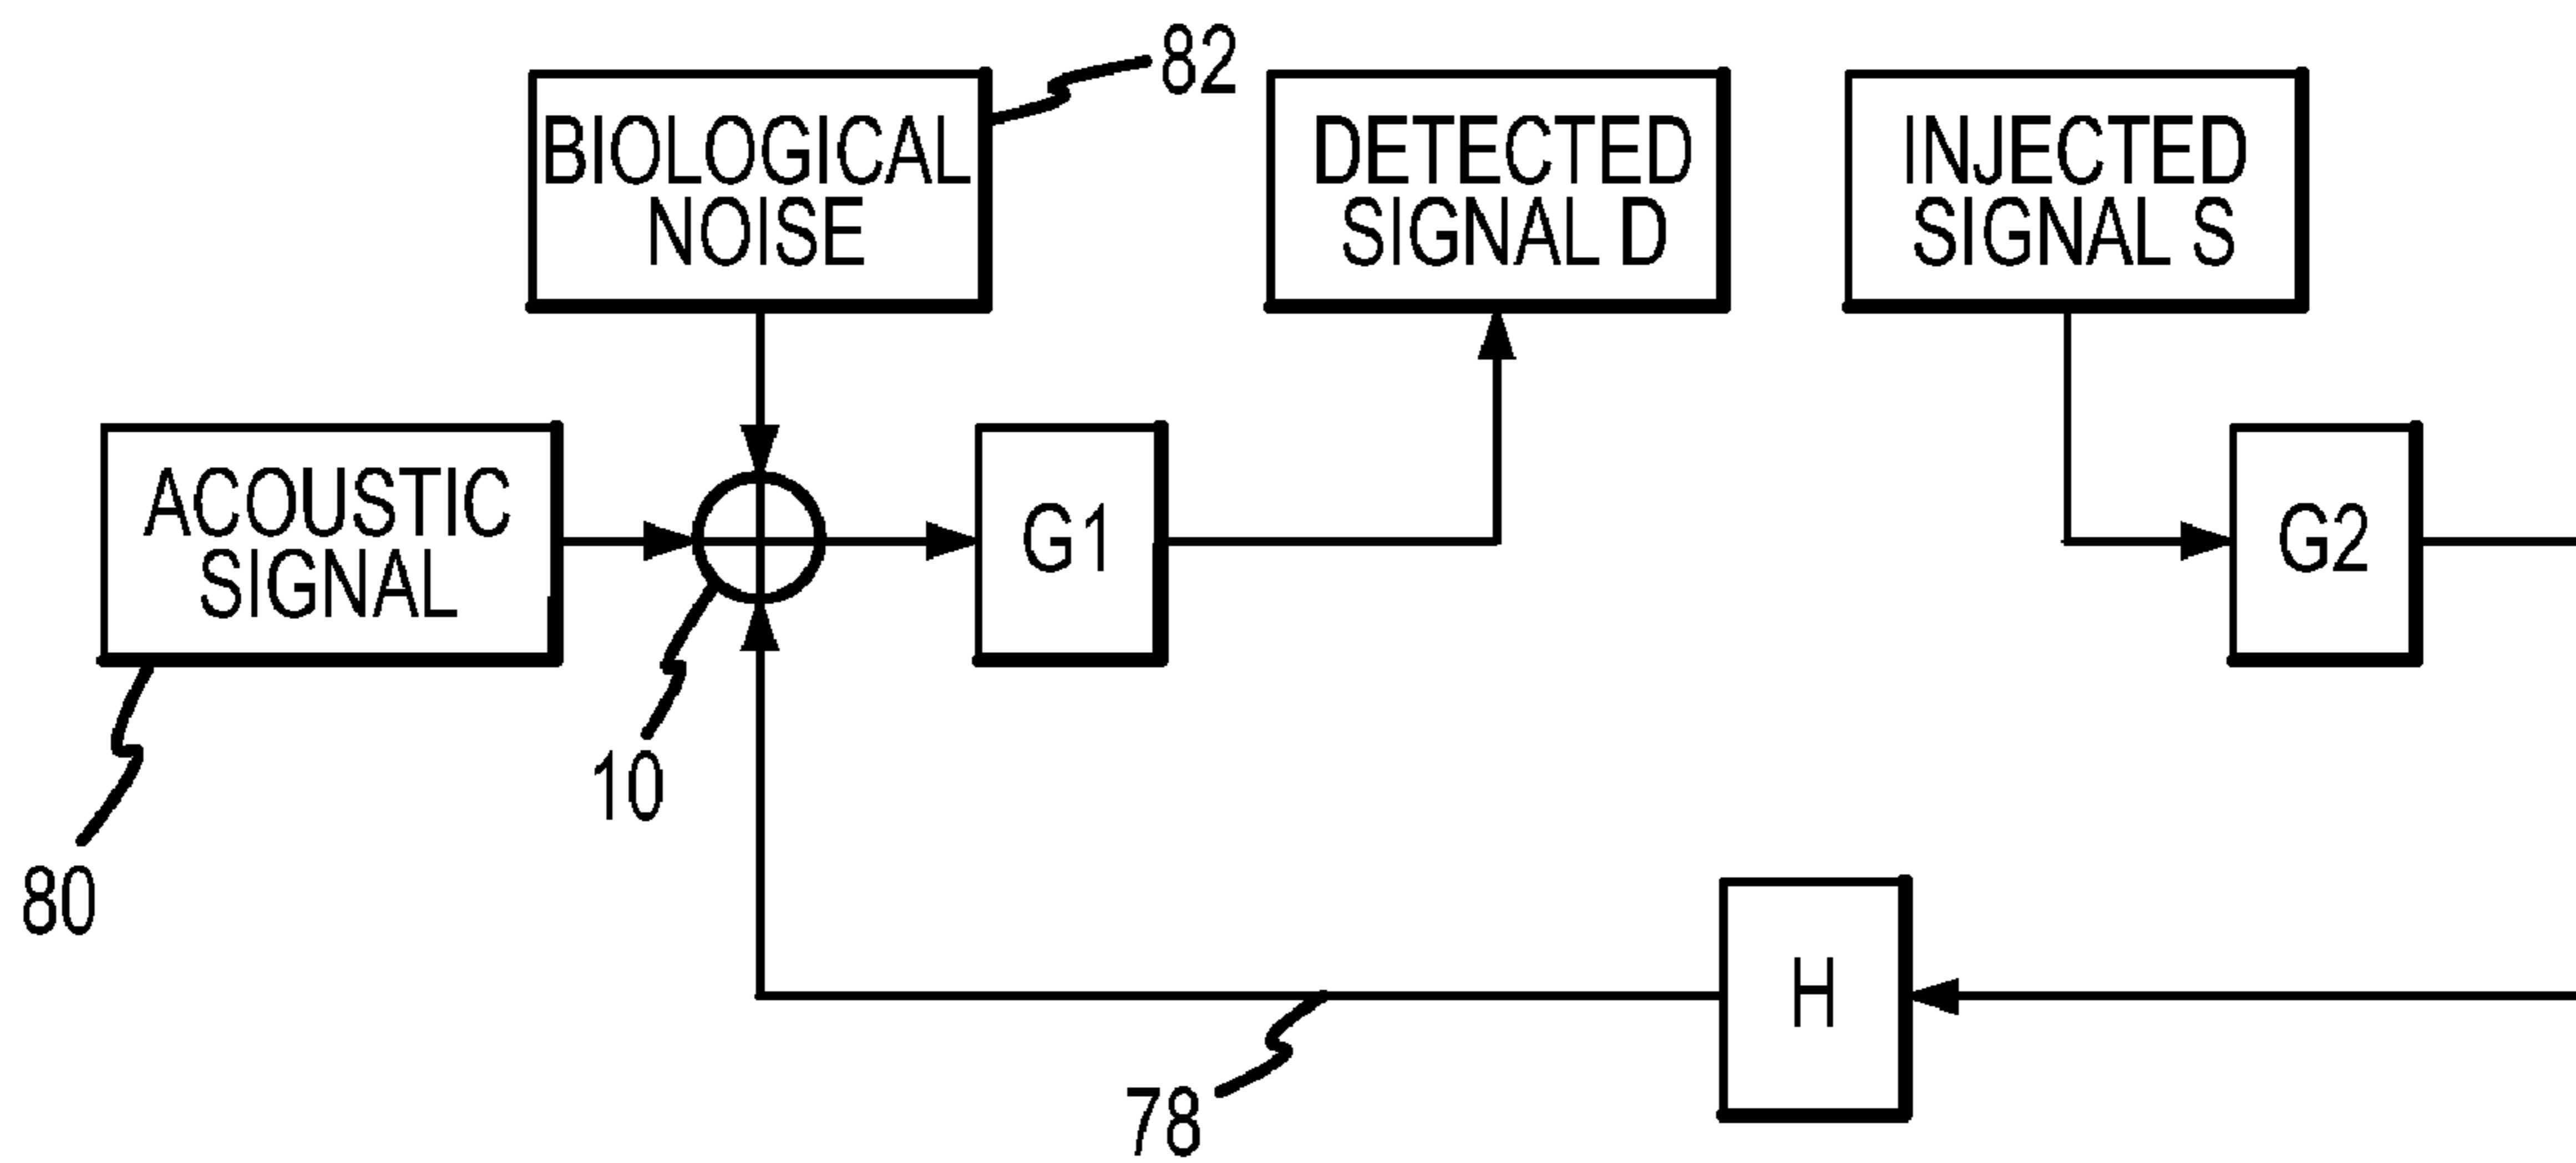 82
BIOLOGICAL
NOISE
DETECTED
SIGNAL D
INJECTED
SIGNAL S
ACOUSTIC
SIGNAL
G1
G2
10
80
H
78